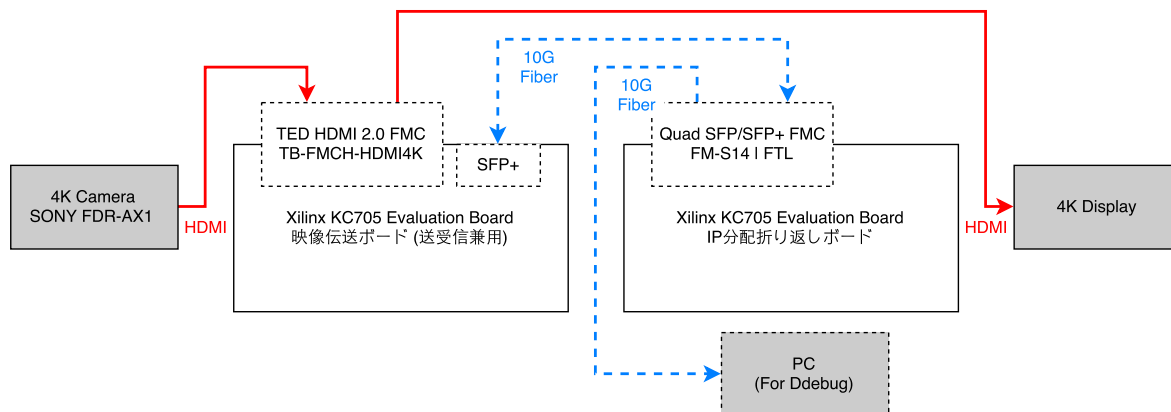 10G
Fiber
10G
Fiber
TED HDMI 2.0 FMC
TB-FMCH-HDMI4K
SFP+
Quad SFP/SFP+ FMC
FM-S14 | FTL
4K Camera
SONY FDR-AX1
HDMI
Xilinx KC705 Evaluation Board
映像伝送ボード (送受信兼用)
Xilinx KC705 Evaluation Board
IP分配折り返しボード
HDMI
4K Display
PC
(For Ddebug)